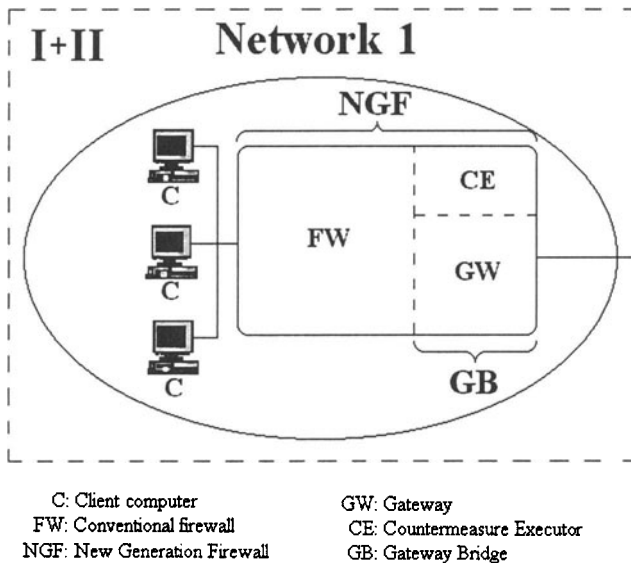 I+II Network 1
NGF
C
CE
FW
C
GW
C
GB
C: Client computer
FW: Conventional firewall
NGF: New Generation Firewall
GW: Gateway
CE: Countermeasure Executor
GB: Gateway Bridge